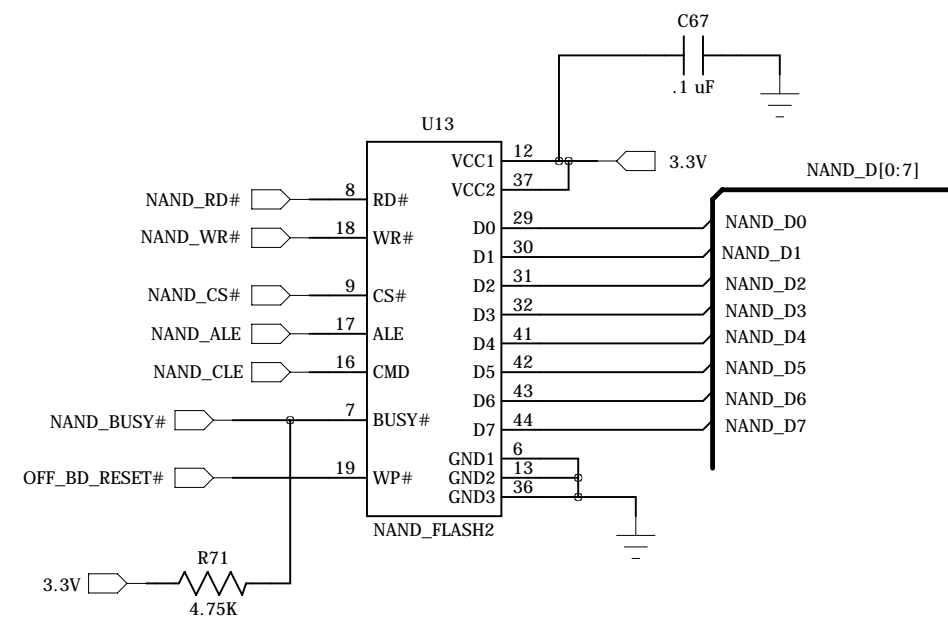 C67
.1 uF
U13
VCC1 12
3.3V
NAND_D[0:7]
VCC2 37
NAND_RD# 8 RD#
D0 29 NAND_D0
NAND_WR# 18 WR#
D1 30 NAND_D1
D2 31 NAND_D2
NAND_CS# 9 CS#
D3 32 NAND_D3
NAND_ALE 17 ALE
D4 41 NAND_D4
NAND_CLE 16 CMD
D5 42 NAND_D5
D6 43 NAND_D6
NAND_BUSY# 7 BUSY#
D7 44 NAND_D7
GND1 6
OFF_BD_RESET# 19 WP#
GND2 13
GND3 36
NAND_FLASH2
R71
3.3V
4.75K